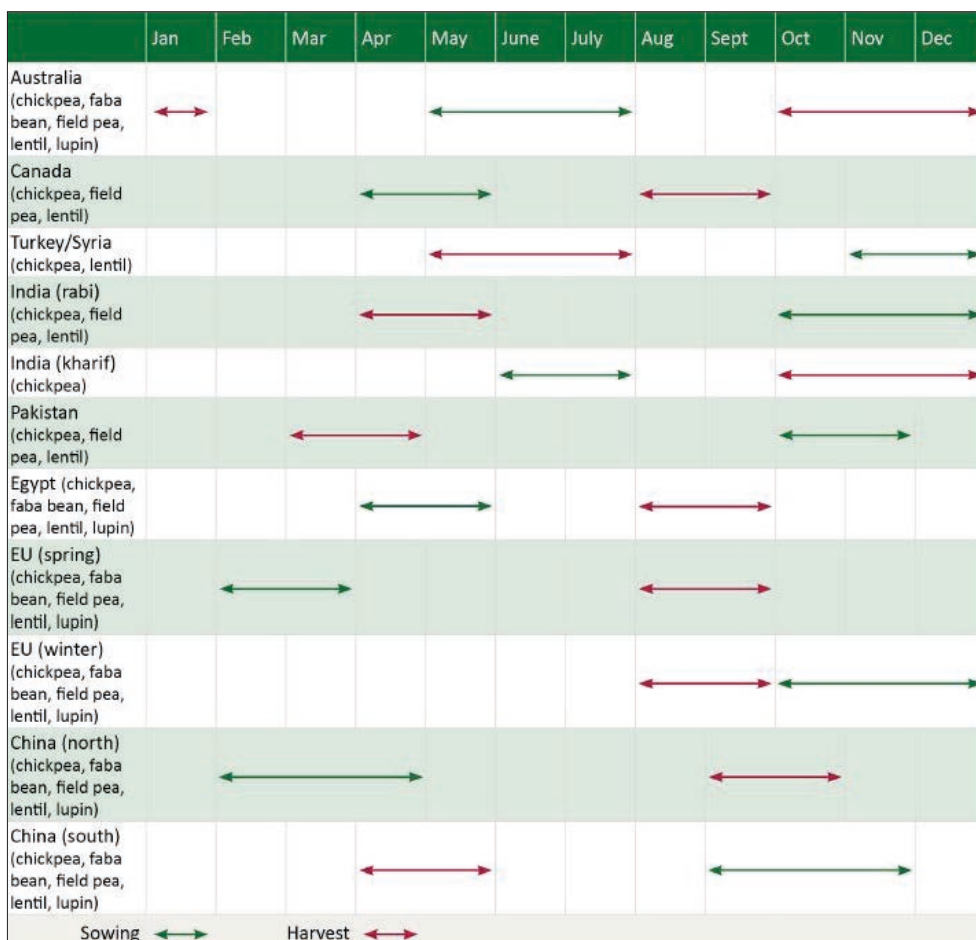 Jan Feb Mar Apr May June July Aug Sept Oct Nov Dec
Australia
(chickpea, faba
bean, field pea,
lentil, lupin)
Canada
(chickpea, field
pea, lentil)
Turkey/Syria
(chickpea, lentil)
India (rabi)
(chickpea, field
pea, lentil)
India (kharif)
(chickpea)
Pakistan
(chickpea, field
pea, lentil)
Egypt (chickpea,
faba bean, field
pea, lentil, lupin)
EU (spring)
(chickpea, faba
bean, field pea,
lentil, lupin)
EU (winter)
(chickpea, faba
bean, field pea,
lentil, lupin)
China (north)
(chickpea, faba
bean, field pea,
lentil, lupin)
China (south)
(chickpea, faba
bean, field pea,
lentil, lupin)
Sowing Harvest